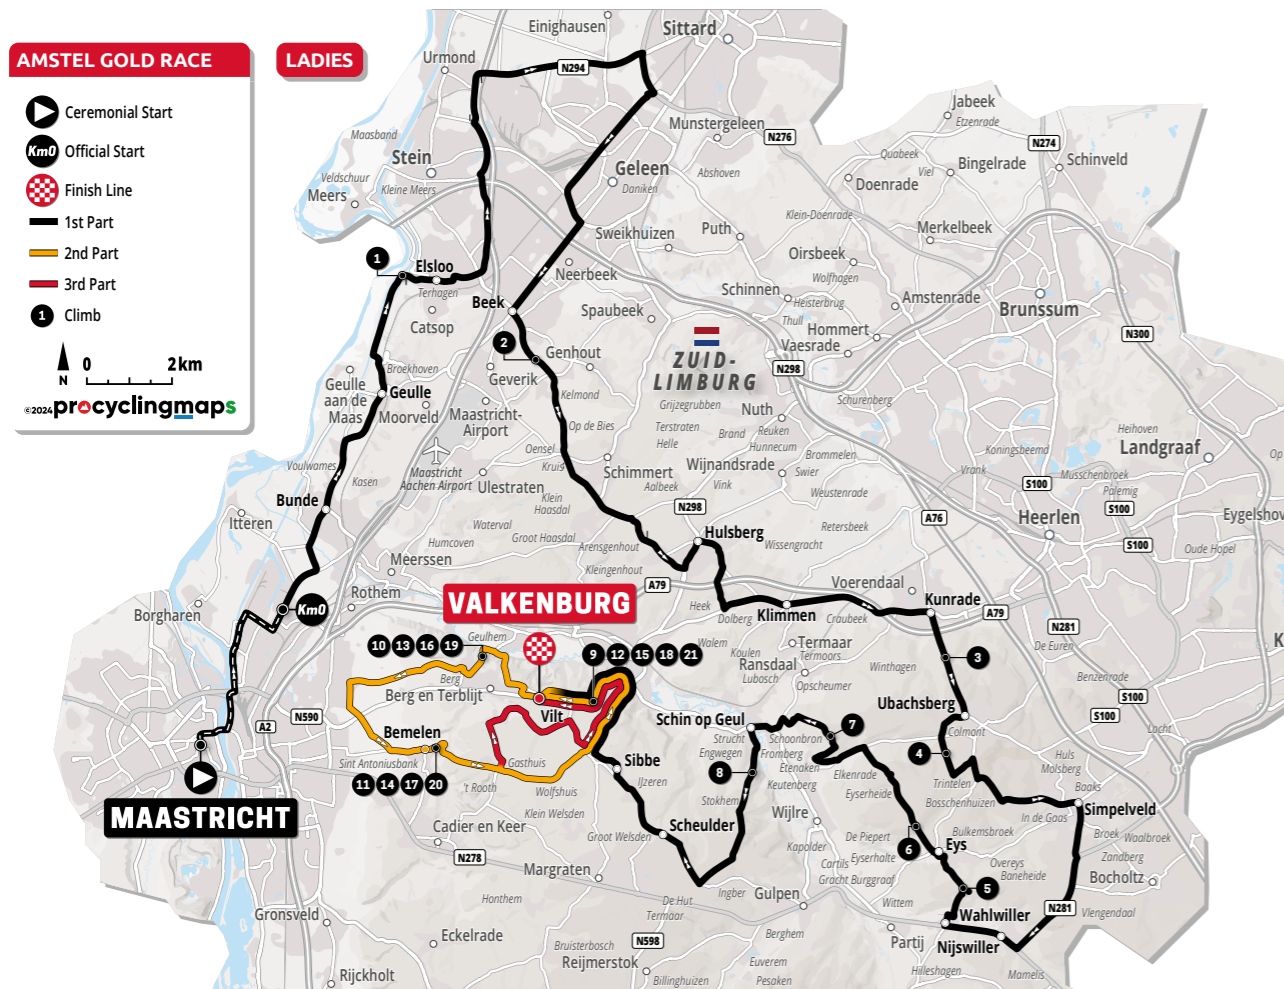 AMSTEL GOLD RACE
LADIES
Ceremonial Start
Km0
Official Start
Finish Line
1st Part
2nd Part
3rd Part
1
Climb
N
0
2 km
©2024 procyclingmaps
Einighausen
Sittard
Urmond
N294
Jabeek
Etzenrade
Munstergeleen
N276
N274
Maasband
Stein
Schinveld
Quabeek
Bingelrade
Geleen
Abshoven
Viel
Veldschuur
Kleine Meers
Daniken
Doenrade
Meers
Klein-Doenrade
Merkelbeek
Sweikhuizen
Puth
Oirsbeek
1
Elsloo
Neerbeek
Wolfhagen
Terhagen
Schinnen
Amstenrade
Beek
Heisterbrug
Brunssum
Catsop
Spaubeek
Thull
Hommert
N300
2
Genhout
ZUID-
LIMBURG
Vaesrade
Broekhoven
N298
Geulle
aan de
Maas
Geverik
Geulle
Kelmond
Moorveld
Maastricht-
Airport
Grijzegrubben
Nuth
Schurenberg
Op de Bies
Terstraten
Brand
Reuken
Heihoven
Helle
Hunnecum
Landgraaf
Oensel
Koningsbeemd
Brommelen
Voulwames
Kruis
Maastricht
Aachen Airport
Schimmert
Wijnandsrade
Op
Kasen
Ulestraten
Aalbeek
Vink
Swier
Vrank
Musschenbroek
S100
Palemig
Bunde
Klein
Haasdal
Weustenrade
N298
S100
Itteren
A76
Heerlen
Eygelshov
Waterval
Groot Haasdal
Hulsberg
Retersbeek
Humcoven
Arensgenhout
Wissengracht
S100
Oude Hopel
Meerssen
Kleingenhout
Voerendaal
A79
Rothem
VALKENBURG
Borgharen
Km0
Heek
Klimmen
Kunrade
A79
Dolberg
Craubeek
N281
K
10 13 16 19
Geulhem
Walem
Termaar
De Euren
9 12 15 18 21
Koulen
Termoors
Winthagen
3
Ransdaal
Lubosch
Benzenrade
Berg
Opscheumer
Berg en Terblijt
Ubachsberg
S100
N590
Vilt
Schin op Geul
S100
A2
Bemelen
7
Colmont
Locht
Strucht
Schoonbron
Sint Antoniusbank
Gasthuis
Sibbe
Engwegen
Fromberg
4
Huls
Etenaken
Molsberg
8
Elkenrade
Trintelen
IJzeren
Keutenberg
Baaks
11 14 17 20
't Rooth
Wolfshuis
Eyserheide
Bosschenhuizen
Stokhem
Simpelveld
MAASTRICHT
Klein Welsden
Wijlre
In de Gaas
Cadier en Keer
Scheulder
Bulkemsbroek
Broek
Waalbroek
Groot Welsden
De Piepert
Kapolder
6
Eys
N278
Eyserhalte
Zandberg
Margraten
Cartils
Overeys
Gracht Burggraaf
Baneheide
Bocholtz
Ingber
Gulpen
5
Honthem
De Hut
Wittem
N281
Gronsveld
Termaar
Wahlwiller
Vlengendaal
Eckelrade
Berghem
Bruisterbosch
N598
Partij
Nijswiller
Reijmerstok
Euverem
Hilleshagen
Mamelis
Rijckholt
Billinghuizen
Pesaken